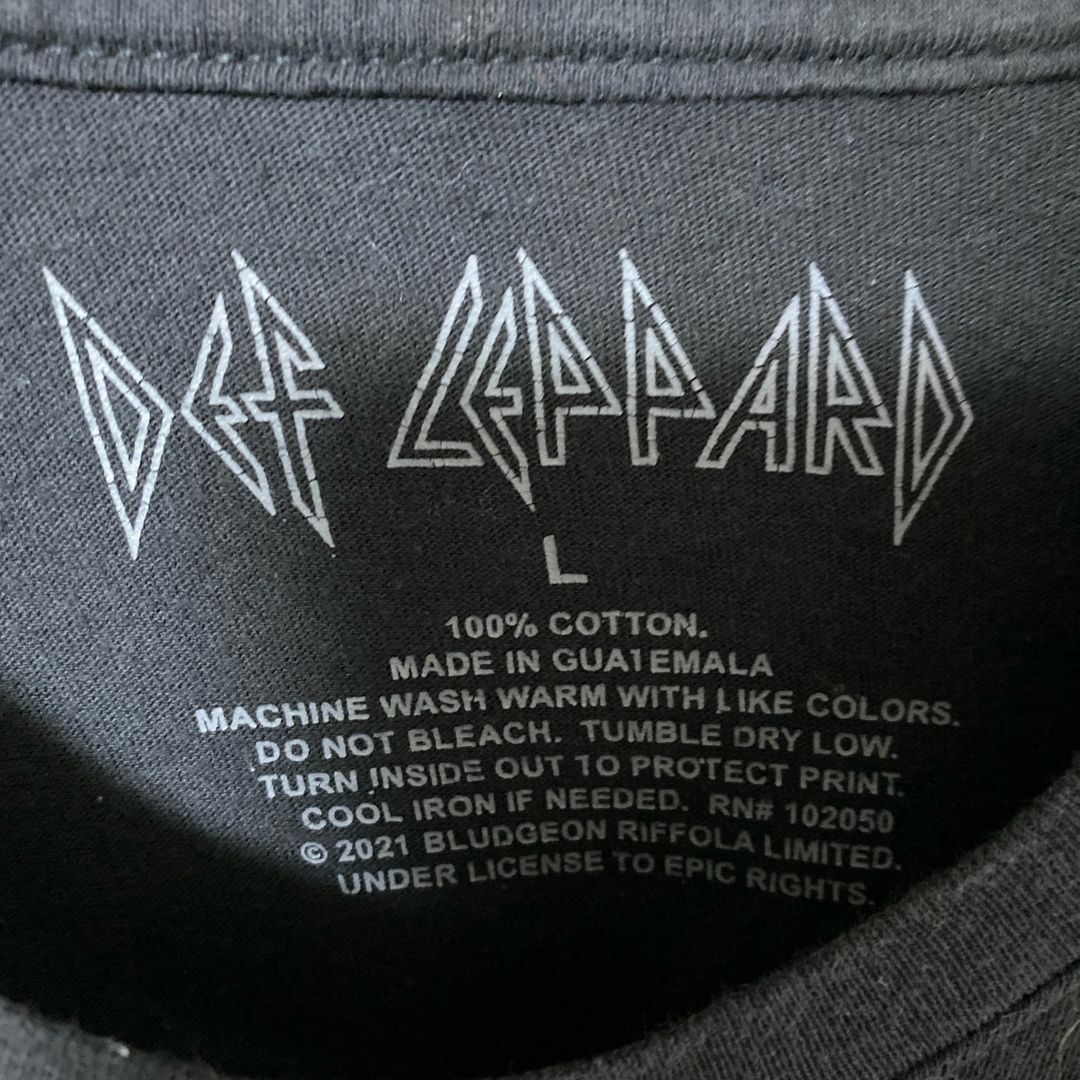 DEF LEPPARD
L
100% COTTON.
MADE IN GUATEMALA
MACHINE WASH WARM WITH LIKE COLORS.
DO NOT BLEACH. TUMBLE DRY LOW.
TURN INSIDE OUT TO PROTECT PRINT.
COOL IRON IF NEEDED. RN# 102050
© 2021 BLUDGEON RIFFOLA LIMITED.
UNDER LICENSE TO EPIC RIGHTS.